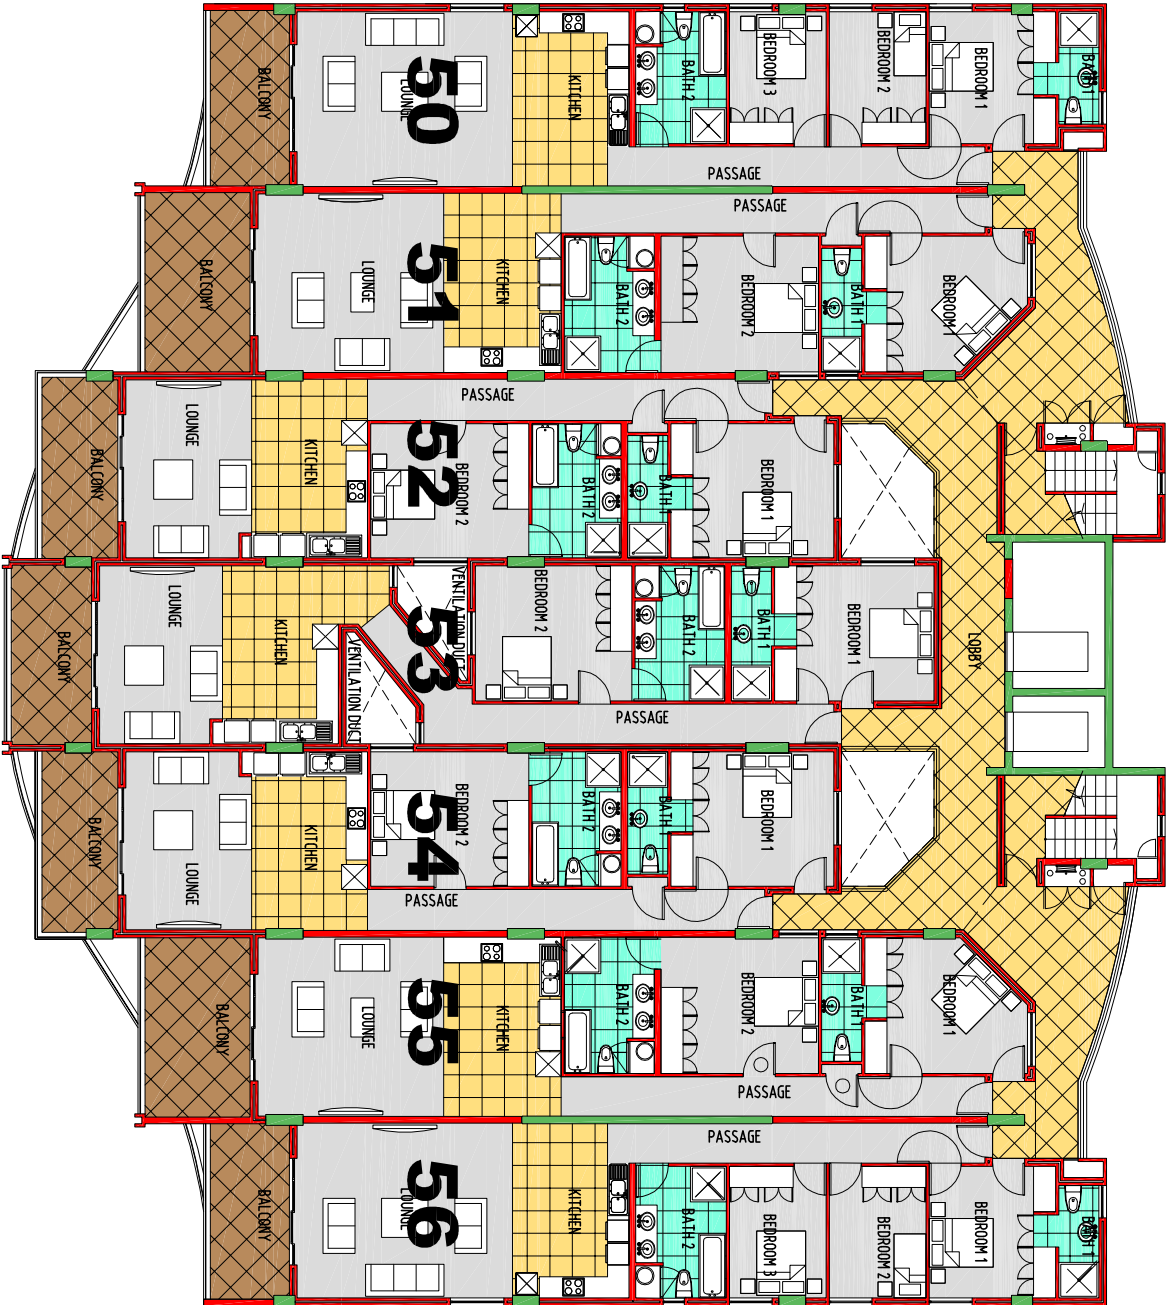 BALCONY
LOUNGE
50
KITCHEN
BATH 2
BEDROOM 3
BEDROOM 2
BEDROOM 1
BATH 1
PASSAGE
PASSAGE
BALCONY
LOUNGE
51
KITCHEN
BATH 2
BEDROOM 2
BATH 1
BEDROOM 1
PASSAGE
BALCONY
LOUNGE
KITCHEN
52
BEDROOM 2
BATH 2
BATH 1
BEDROOM 1
BALCONY
LOUNGE
KITCHEN
VENTILATION DUCT
VENTILATION DUCT
53
BEDROOM 2
BATH 2
BATH 1
BEDROOM 1
LOBBY
PASSAGE
BALCONY
LOUNGE
KITCHEN
54
BEDROOM 2
BATH 2
BATH 1
BEDROOM 1
PASSAGE
BALCONY
LOUNGE
55
KITCHEN
BATH 2
BEDROOM 2
BATH 1
BEDROOM 1
PASSAGE
PASSAGE
BALCONY
LOUNGE
56
KITCHEN
BATH 2
BEDROOM 3
BEDROOM 2
BEDROOM 1
BATH 1